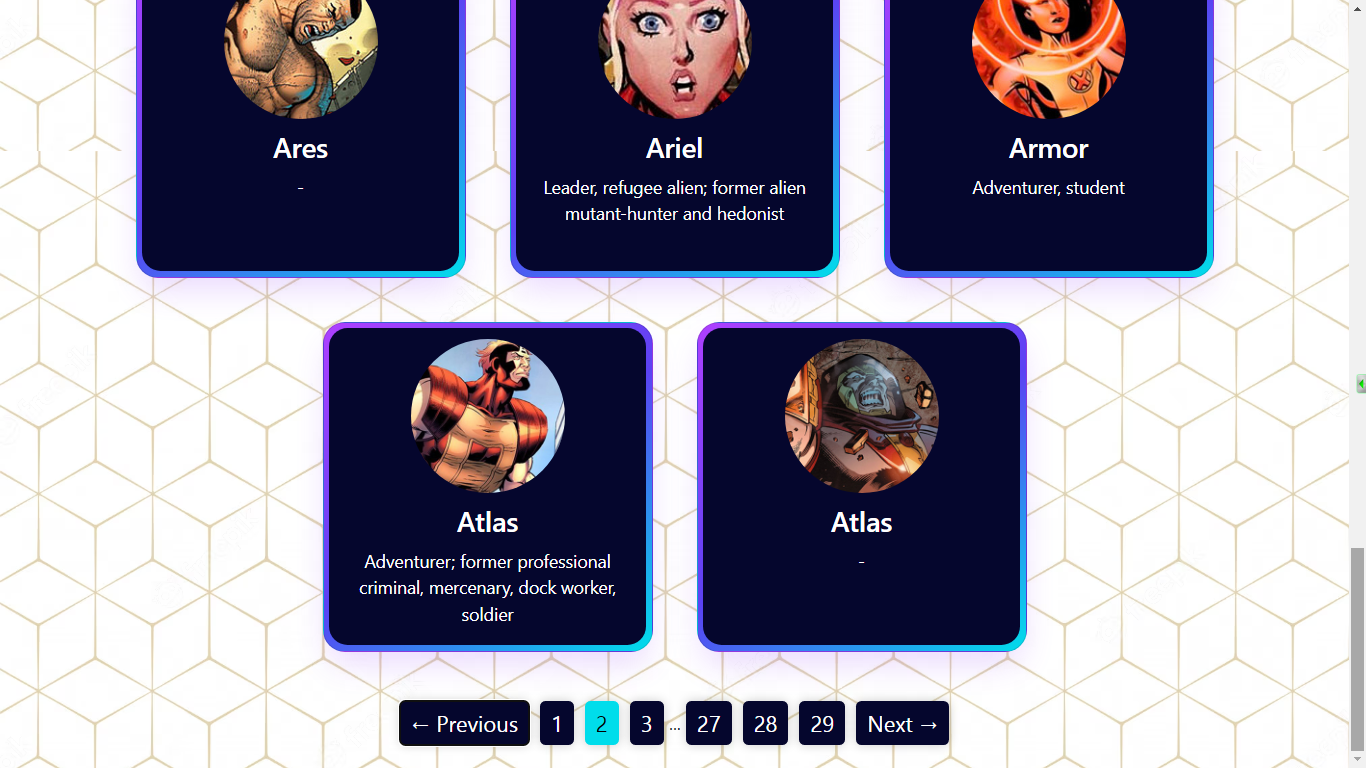 Ares
-
Ariel
Leader, refugee alien; former alien
mutant-hunter and hedonist
Armor
Adventurer, student
Atlas
Adventurer; former professional
criminal, mercenary, dock worker,
soldier
Atlas
-
← Previous 1 2 3 ... 27 28 29 Next →